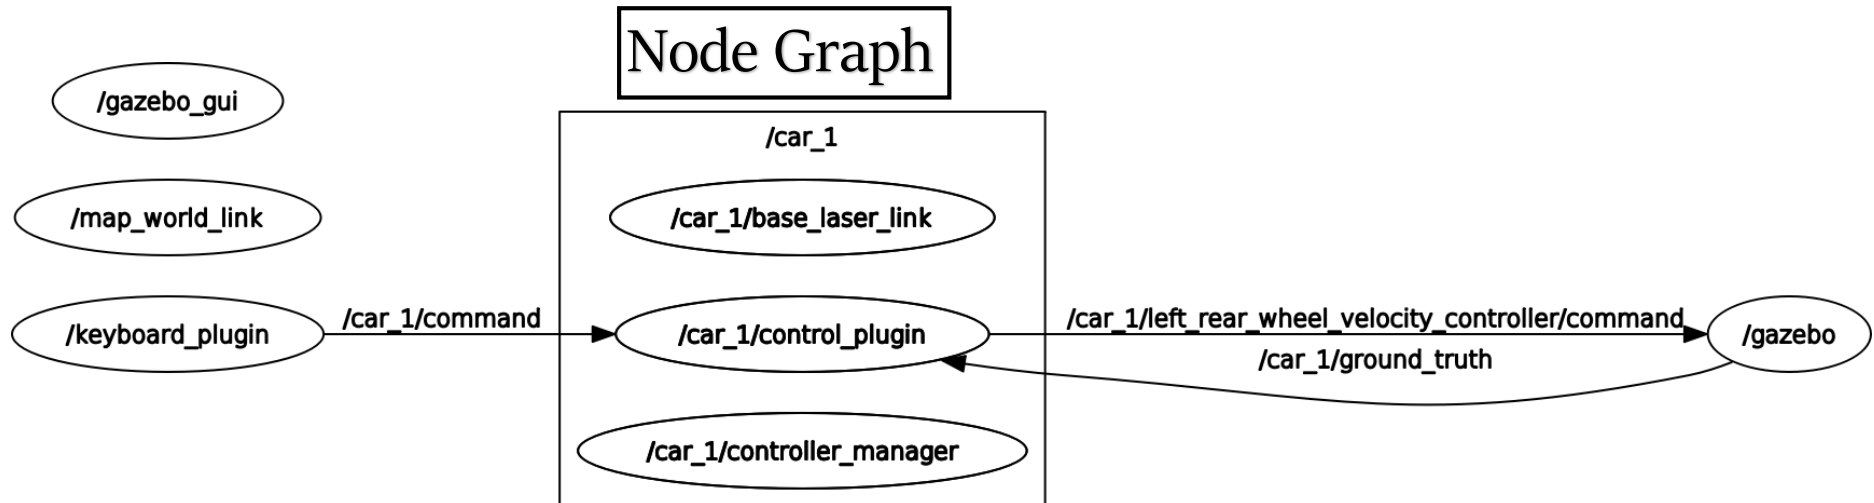 Node Graph
/gazebo_gui
/car_1
/map_world_link
/car_1/base_laser_link
/keyboard_plugin
/car_1/command
/car_1/control_plugin
/car_1/left_rear_wheel_velocity_controller/command
/gazebo
/car_1/ground_truth
/car_1/controller_manager